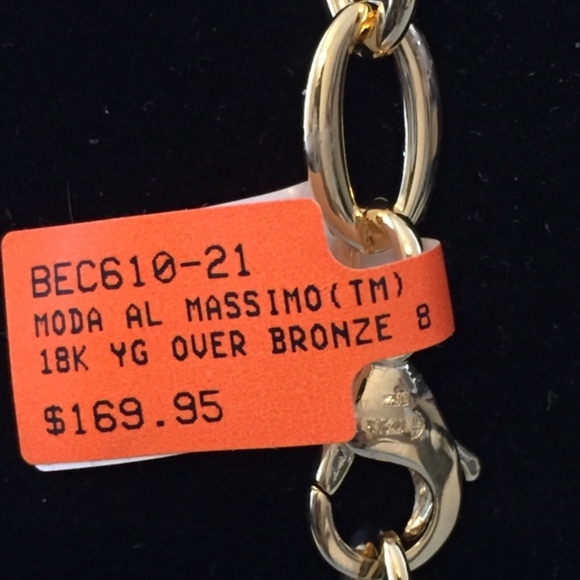 BEC610-21
MODA AL MASSIMO(TM)
18K YG OVER BRONZE 8
$169.95